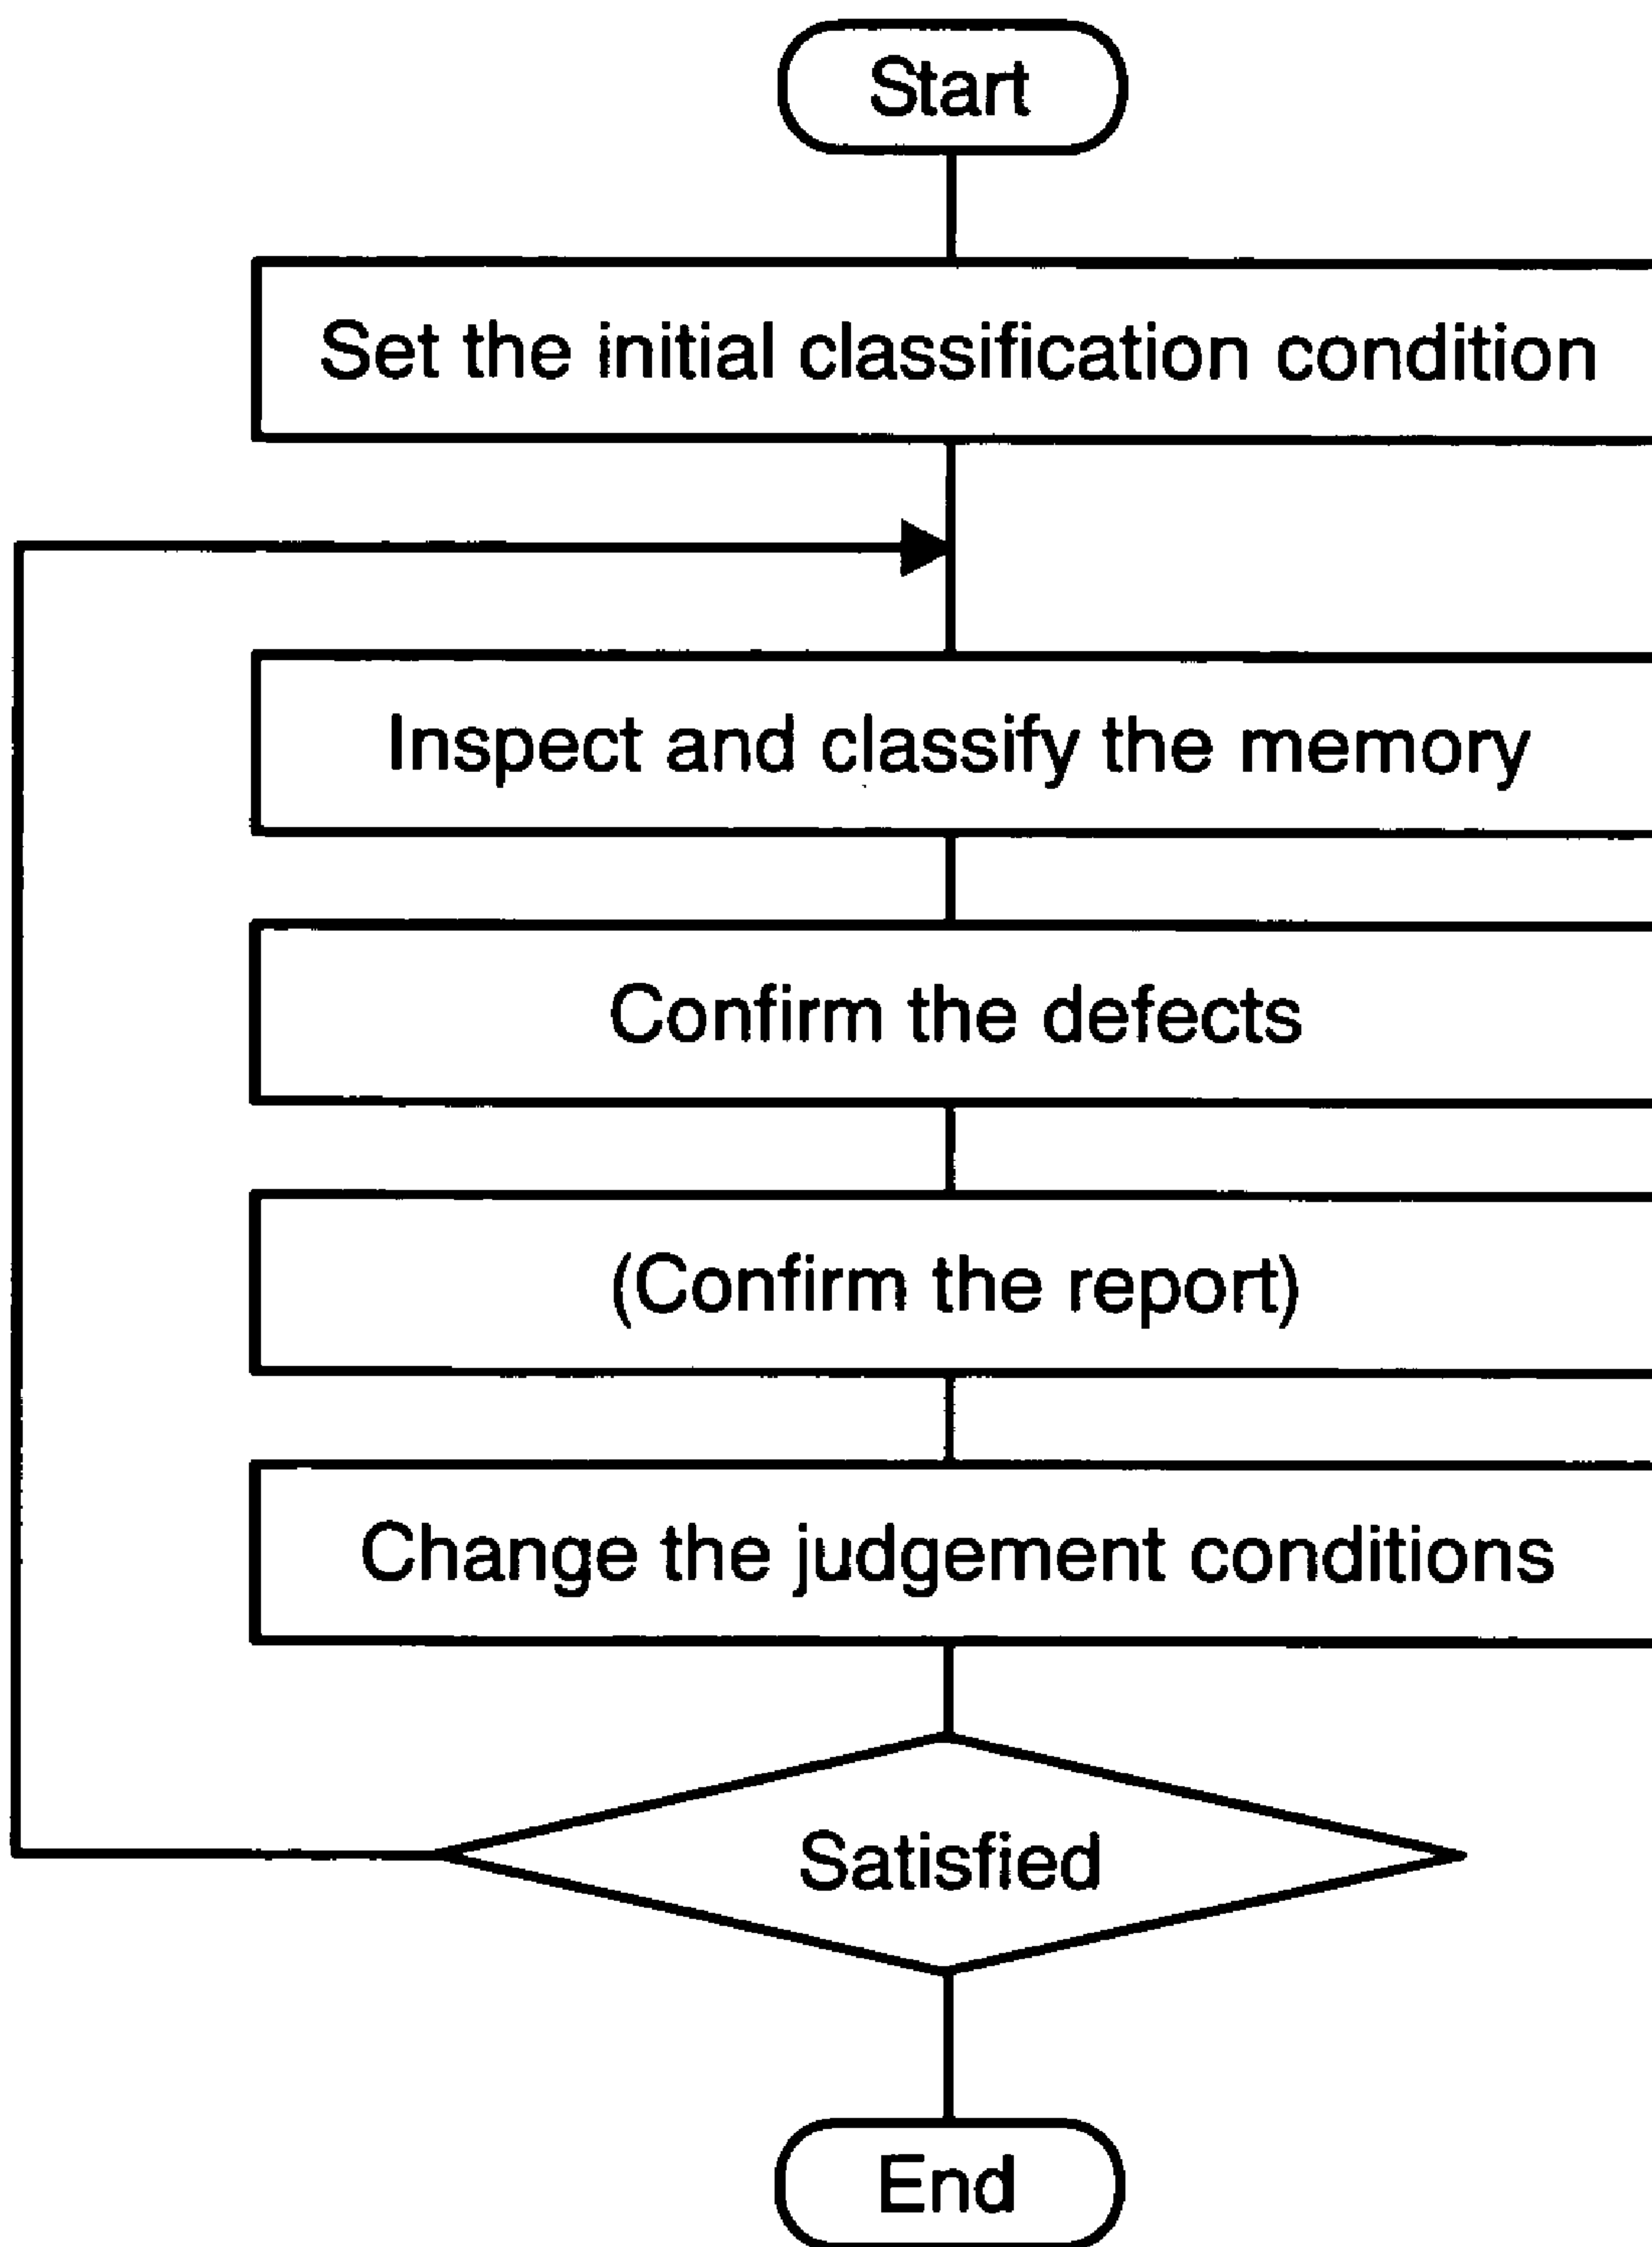 Start
Set the initial classification condition
Inspect and classify the memory
Confirm the defects
(Confirm the report)
Change the judgement conditions
Satisfied
End